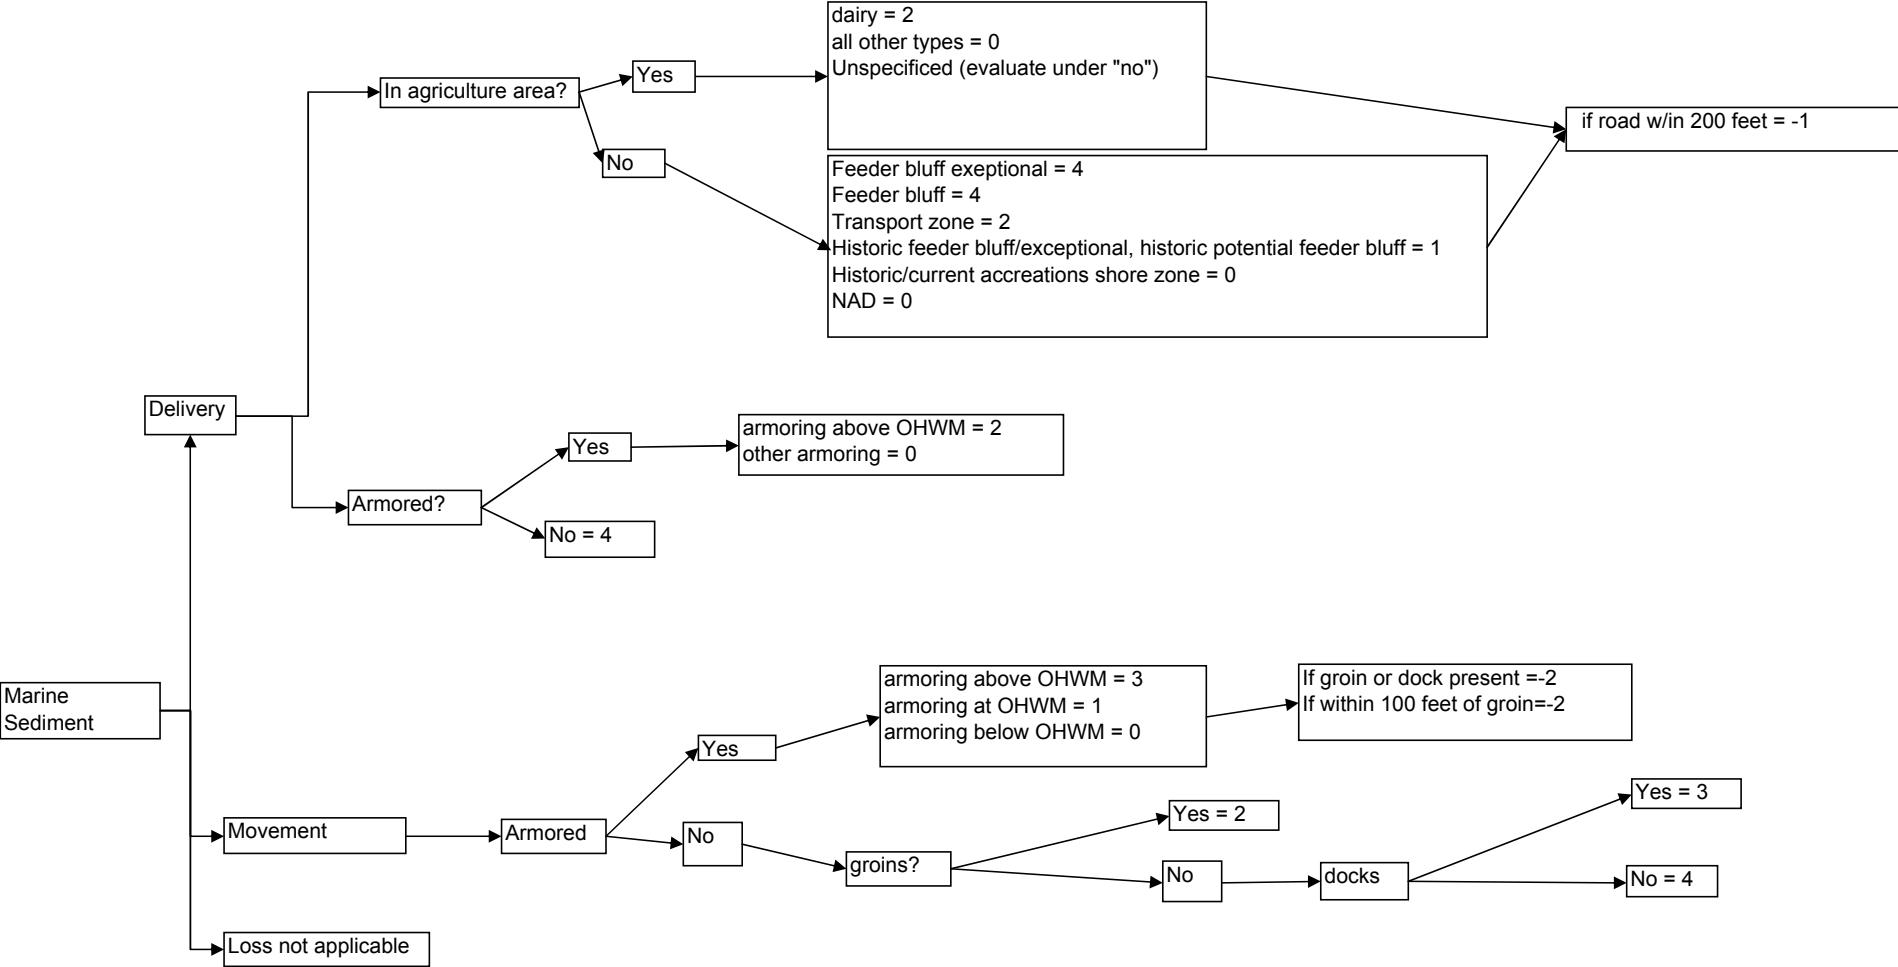 dairy = 2
all other types = 0
Unspecificed (evaluate under "no")
In agriculture area?
Yes
if road w/in 200 feet = -1
No
Feeder bluff exeptional = 4
Feeder bluff = 4
Transport zone = 2
Historic feeder bluff/exceptional, historic potential feeder bluff = 1
Historic/current accreations shore zone = 0
NAD = 0
Delivery
armoring above OHWM = 2
other armoring = 0
Yes
Armored?
No = 4
Marine
Sediment
armoring above OHWM = 3
armoring at OHWM = 1
armoring below OHWM = 0
If groin or dock present =-2
If within 100 feet of groin=-2
Yes
Movement
Armored
No
groins?
Yes = 2
No
docks
Yes = 3
No = 4
Loss not applicable